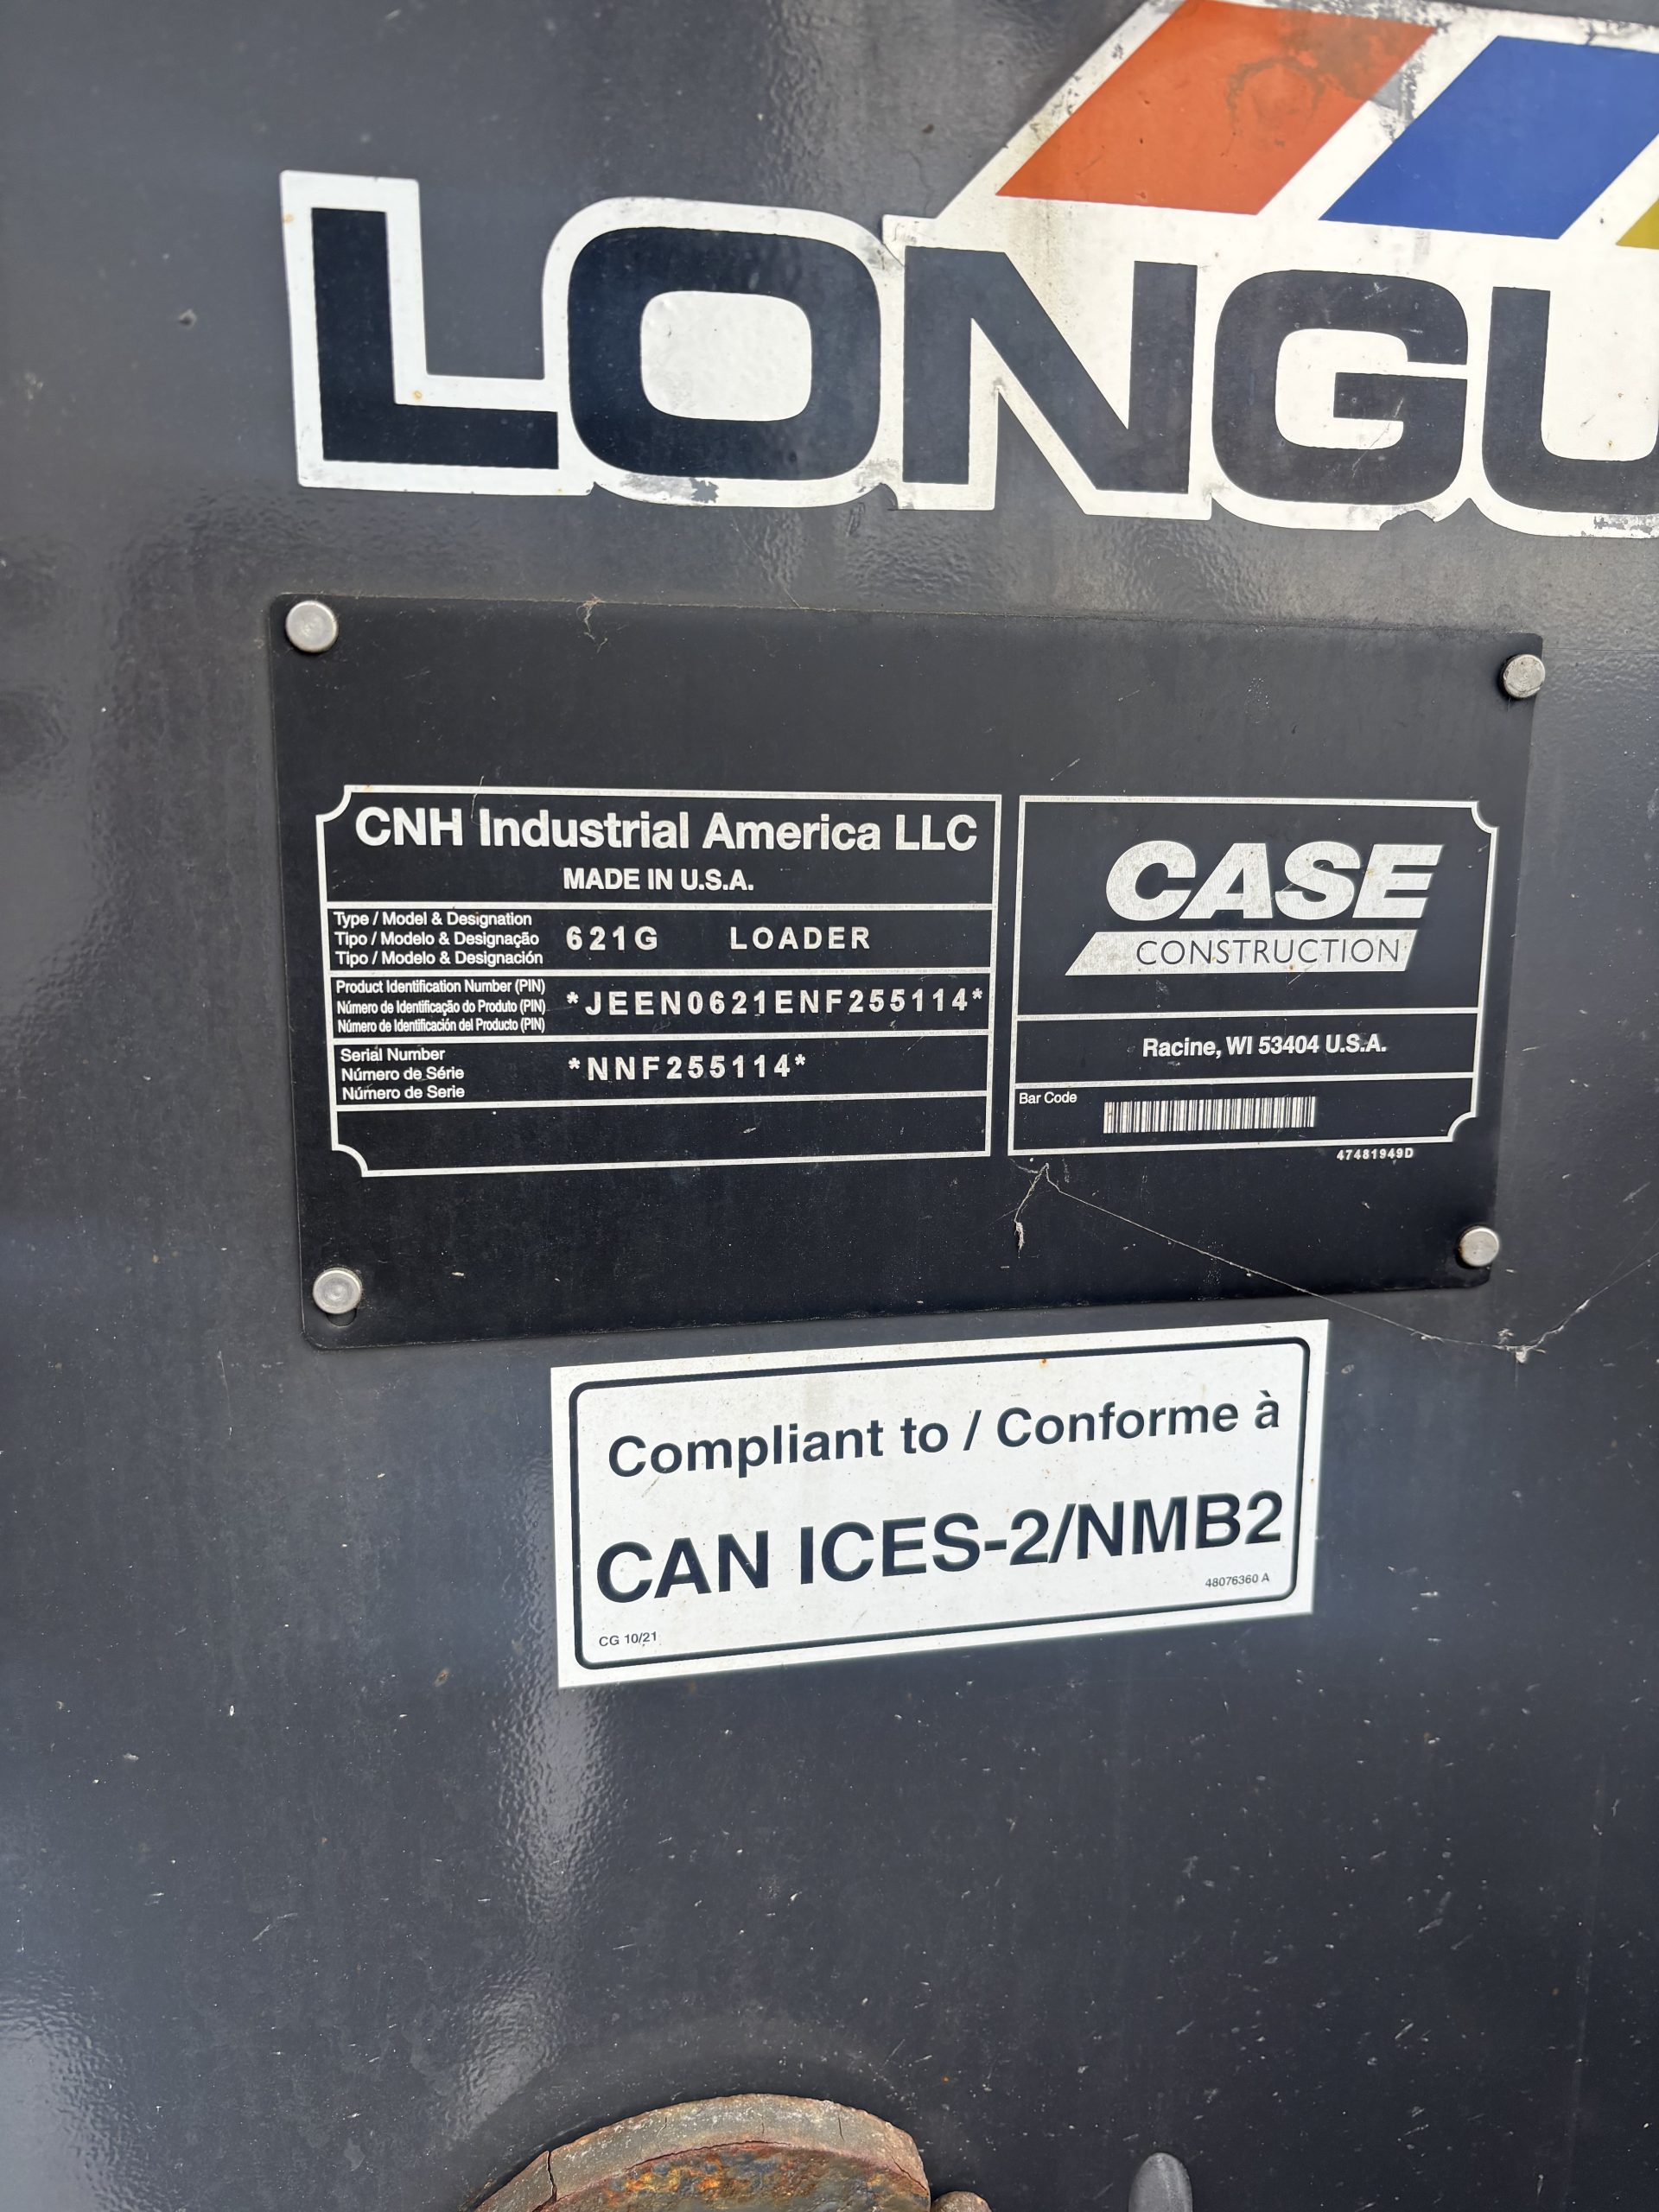 LONGU
CNH Industrial America LLC
MADE IN U.S.A.
Type / Model & Designation
Tipo / Modelo & Designação
Tipo / Modelo & Designación
621G LOADER
Product Identification Number (PIN)
Número de Identificação do Produto (PIN)
Número de Identificación del Producto (PIN)
*JEEN0621ENF255114*
Serial Number
Número de Série
Número de Serie
*NNF255114*
CASE
CONSTRUCTION
Racine, WI 53404 U.S.A.
Bar Code
47481949D
Compliant to / Conforme à
CAN ICES-2/NMB2
48076360 A
CG 10/21